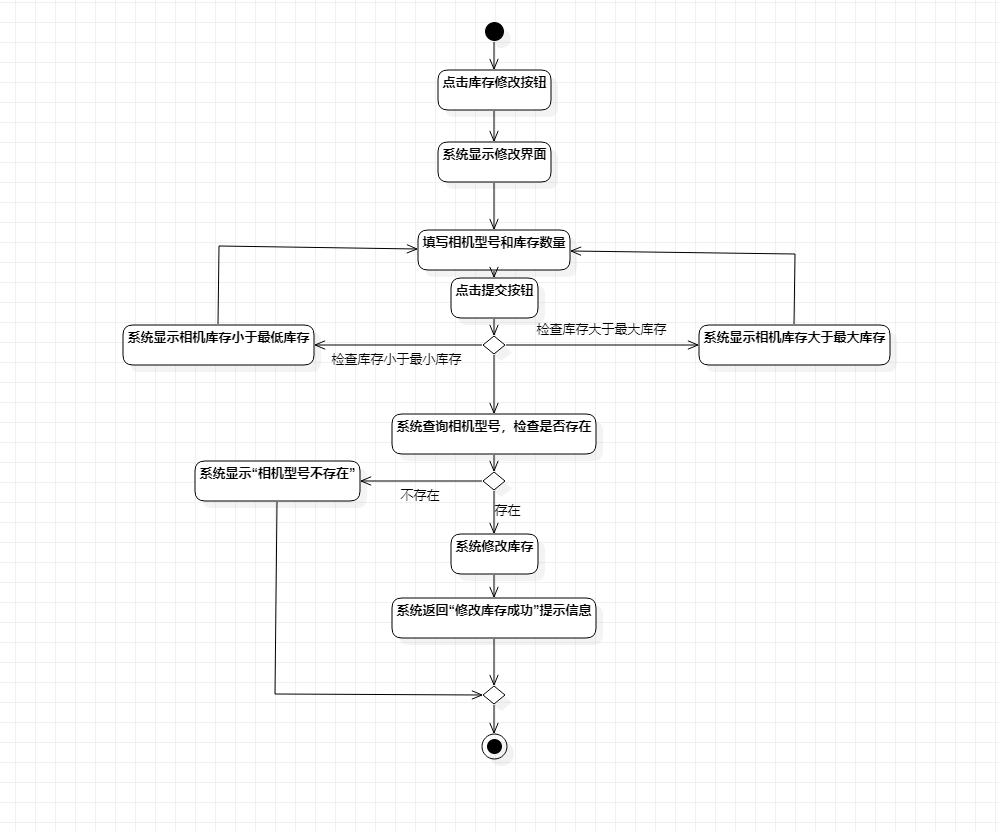 点击库存修改按钮
系统显示修改界面
填写相机型号和库存数量
点击提交按钮
检查库存大于最大库存
系统显示相机库存小于最低库存
系统显示相机库存大于最大库存
检查库存小于最小库存
系统查询相机型号，检查是否存在
系统显示“相机型号不存在”
不存在
存在
系统修改库存
系统返回“修改库存成功”提示信息